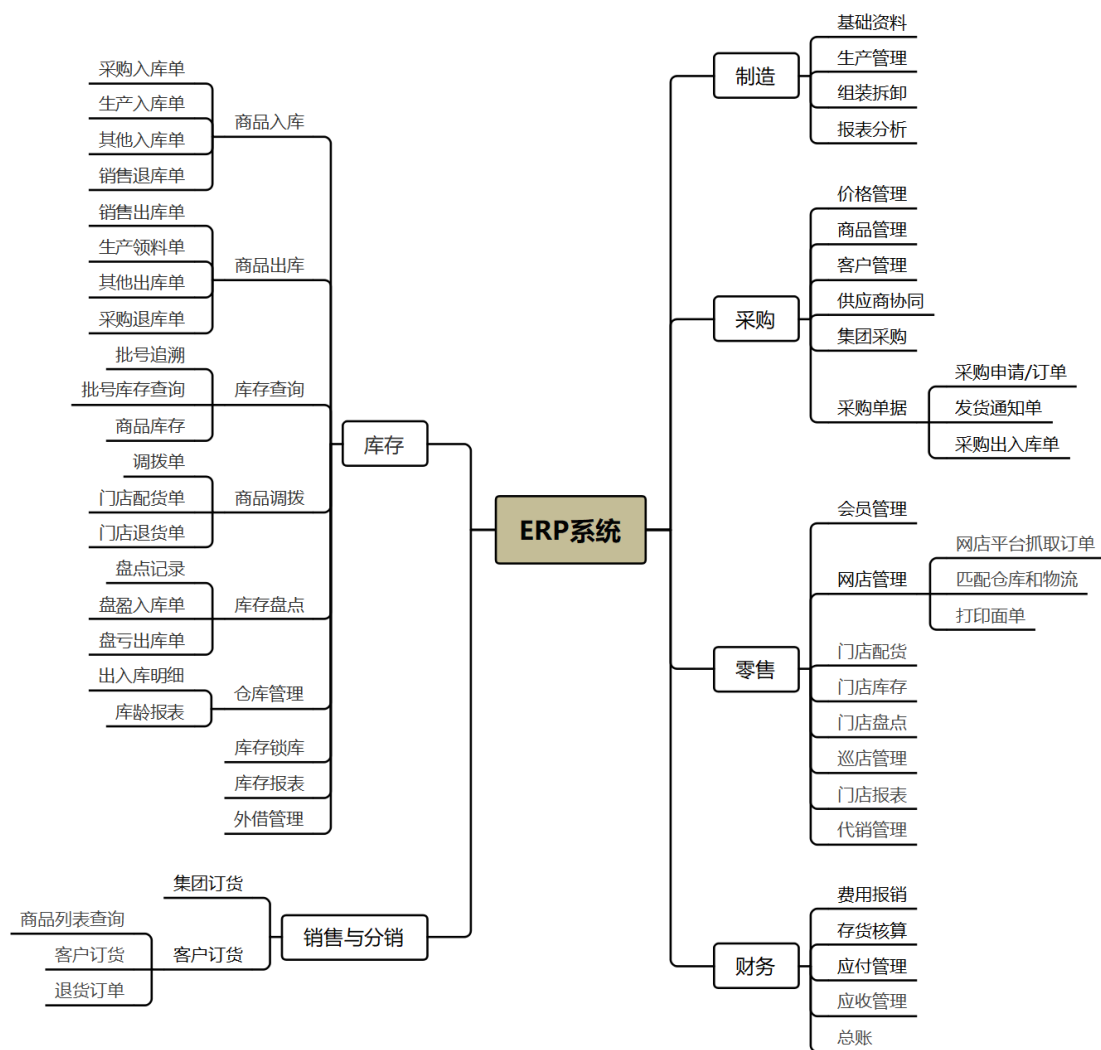 ERP系统
制造
基础资料
生产管理
组装拆卸
报表分析
采购
价格管理
商品管理
客户管理
供应商协同
集团采购
采购单据
采购申请/订单
发货通知单
采购出入库单
零售
会员管理
网店管理
网店平台抓取订单
匹配仓库和物流
打印面单
门店配货
门店库存
门店盘点
巡店管理
门店报表
代销管理
财务
费用报销
存货核算
应付管理
应收管理
总账
库存
商品入库
采购入库单
生产入库单
其他入库单
销售退库单
商品出库
销售出库单
生产领料单
其他出库单
采购退库单
库存查询
批号追溯
批号库存查询
商品库存
商品调拨
调拨单
门店配货单
门店退货单
库存盘点
盘点记录
盘盈入库单
盘亏出库单
仓库管理
出入库明细
库龄报表
库存锁库
库存报表
外借管理
销售与分销
集团订货
客户订货
商品列表查询
客户订货
退货订单